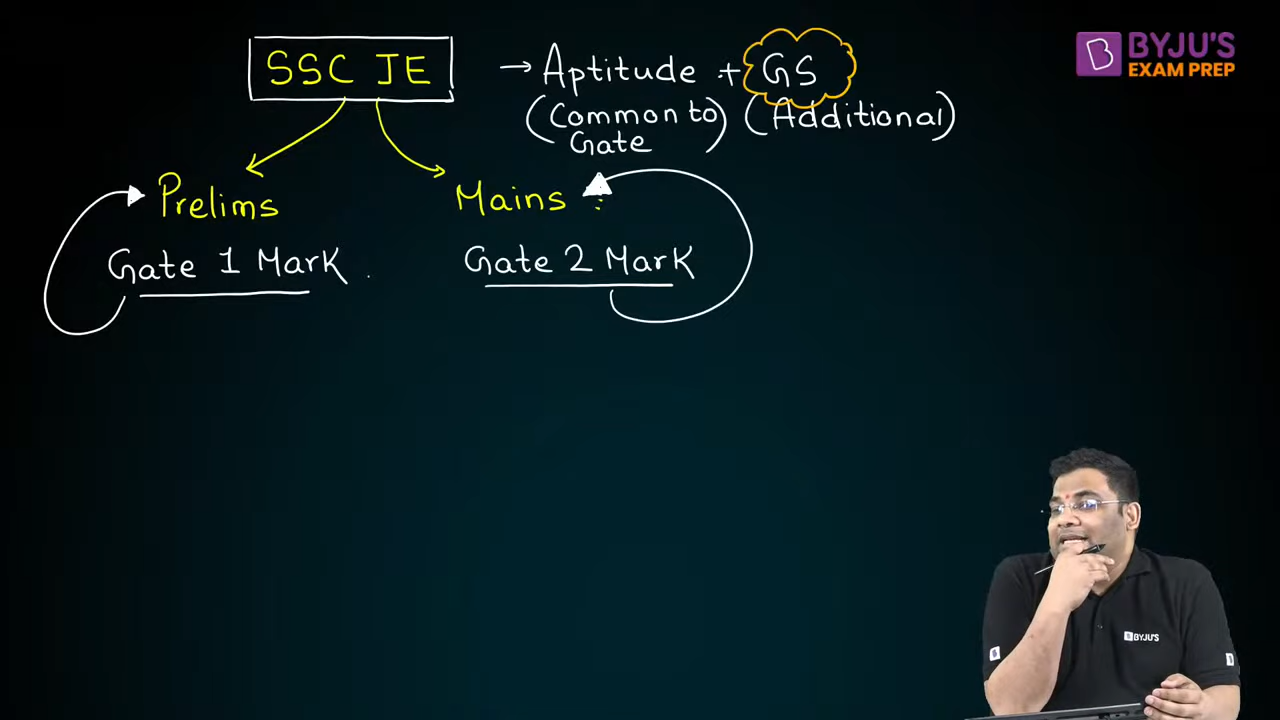 SSC JE → Aptitude + GS
(Common to Gate) (Additional)
Prelims Mains
Gate 1 Mark Gate 2 Mark
BYJU'S
EXAM PREP
BYJU'S